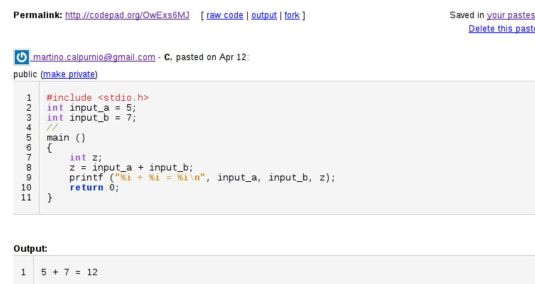 Permalink: http://codepad.org/OwExs6MJ [ raw code | output | fork ]
Saved in your pastes
Delete this paste
martino.calpurnio@gmail.com - C, pasted on Apr 12:
public (make private)
1 #include <stdio.h>
2 int input_a = 5;
3 int input_b = 7;
4 //
5 main ()
6 {
7 int z;
8 z = input_a + input_b;
9 printf ("%i + %i = %i\n", input_a, input_b, z);
10 return 0;
11 }
Output:
1 5 + 7 = 12